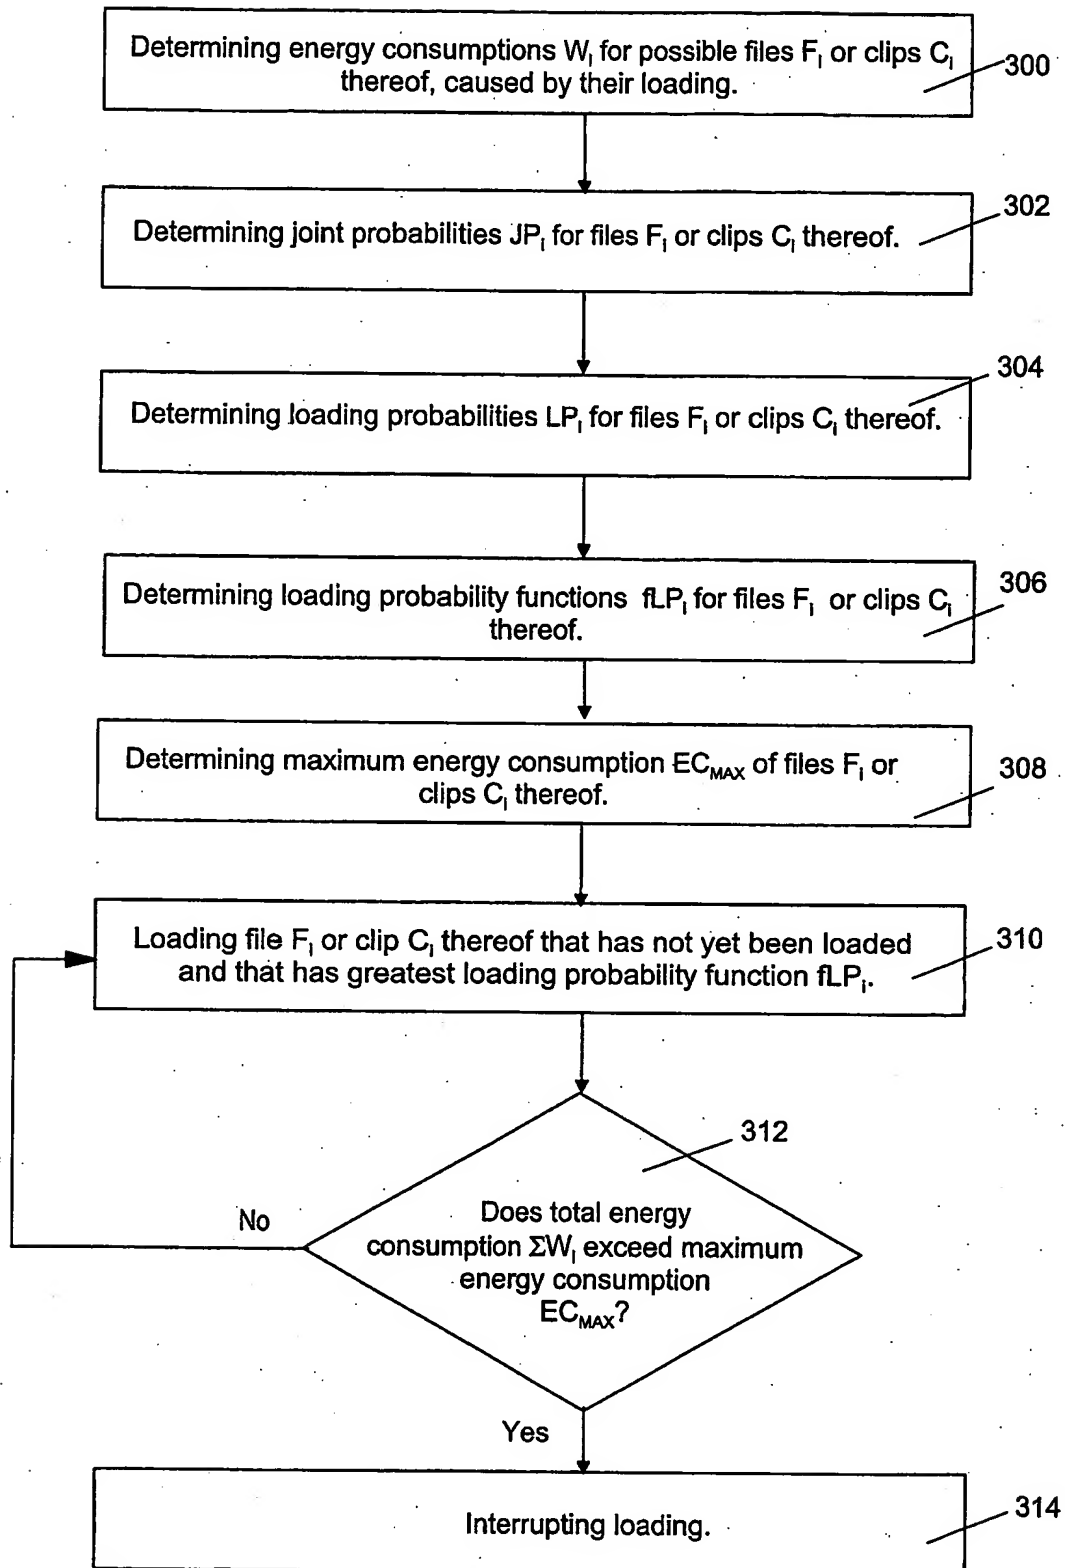 Determining energy consumptions Wᵢ for possible files Fᵢ or clips Cᵢ
thereof, caused by their loading.
300
302
Determining joint probabilities JPᵢ for files Fᵢ or clips Cᵢ thereof.
304
Determining loading probabilities LPᵢ for files Fᵢ or clips Cᵢ thereof.
306
Determining loading probability functions fLPᵢ for files Fᵢ or clips Cᵢ
thereof.
Determining maximum energy consumption EC_MAX of files Fᵢ or
clips Cᵢ thereof.
308
Loading file Fᵢ or clip Cᵢ thereof that has not yet been loaded
and that has greatest loading probability function fLPᵢ.
310
312
No
Does total energy
consumption ΣWᵢ exceed maximum
energy consumption
EC_MAX?
Yes
Interrupting loading.
314